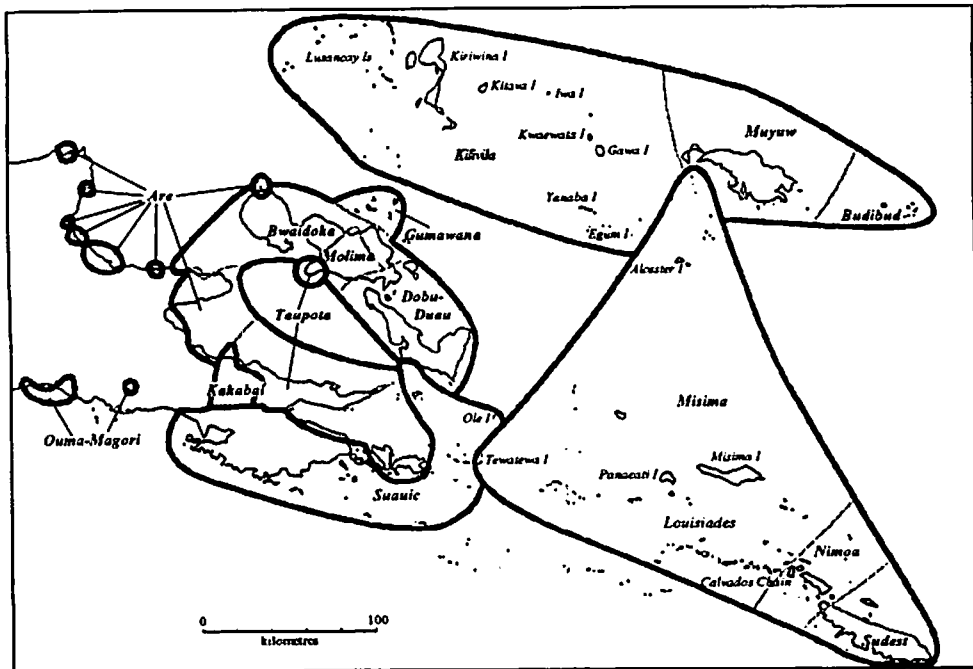 Lusancay Is
Kiriwina I
Kitava I
Iwa I
Kwaewata I
Gawa I
Muyuw
Kilivila
Yanaba I
Egum I
Budibud
Are
Bwaidoka
Gumawana
Molima
Alcester I
Dobu-
Duau
Taupota
Kakabai
Misima
Ole I
Ouma-Magori
Tewatewa I
Misima I
Panaeati I
Suauic
Louisiades
Nimoa
Calvados Chain
Sudest
0 100
kilometres